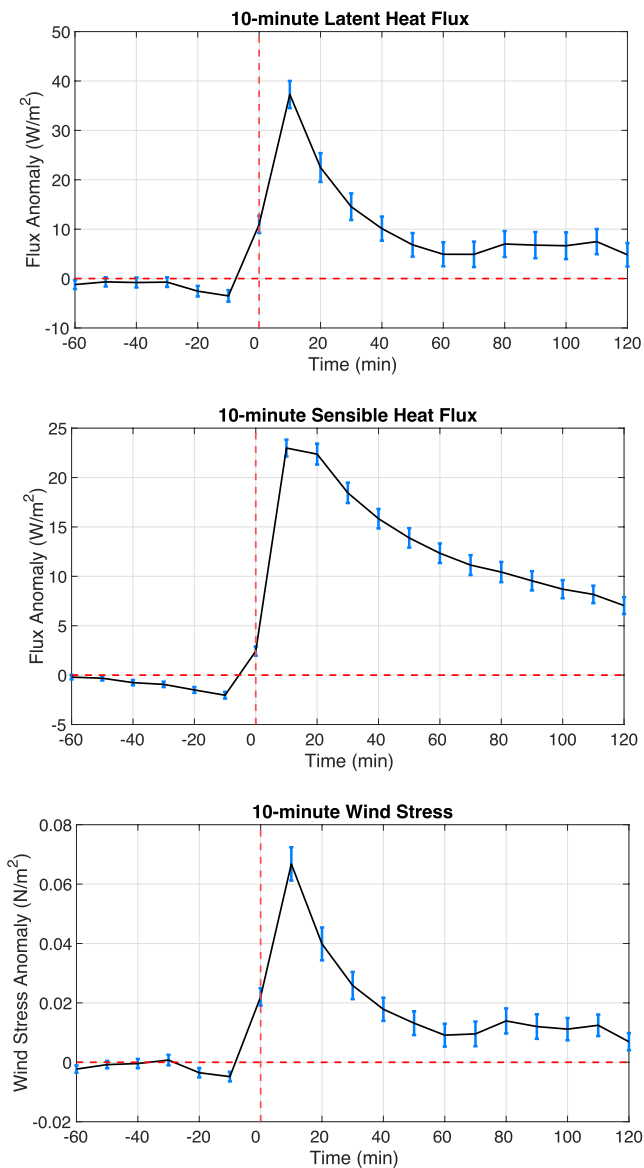 10-minute Latent Heat Flux
50
40
30
20
10
0
-10
Flux Anomaly (W/m²)
-60 -40 -20 0 20 40 60 80 100 120
Time (min)
10-minute Sensible Heat Flux
25
20
15
10
5
0
-5
Flux Anomaly (W/m²)
-60 -40 -20 0 20 40 60 80 100 120
Time (min)
10-minute Wind Stress
0.08
0.06
0.04
0.02
0
-0.02
Wind Stress Anomaly (N/m²)
-60 -40 -20 0 20 40 60 80 100 120
Time (min)